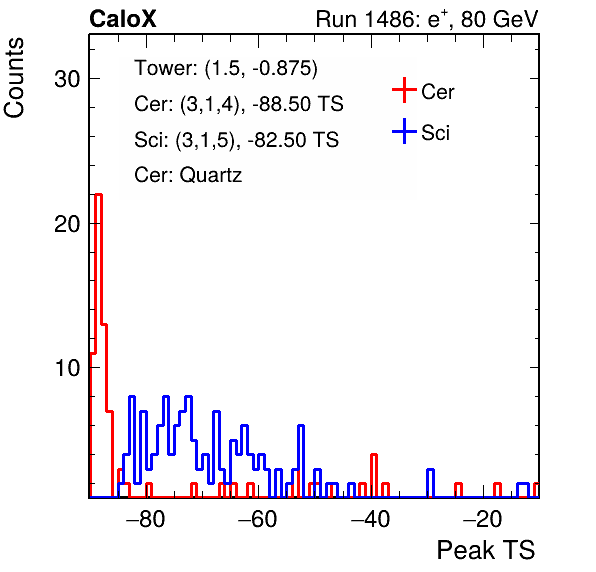 CaloX Run 1486: e⁺, 80 GeV
Counts
Tower: (1.5, -0.875)
Cer: (3,1,4), -88.50 TS
Sci: (3,1,5), -82.50 TS
Cer: Quartz
Cer
Sci
30
20
10
−80 −60 −40 −20
Peak TS